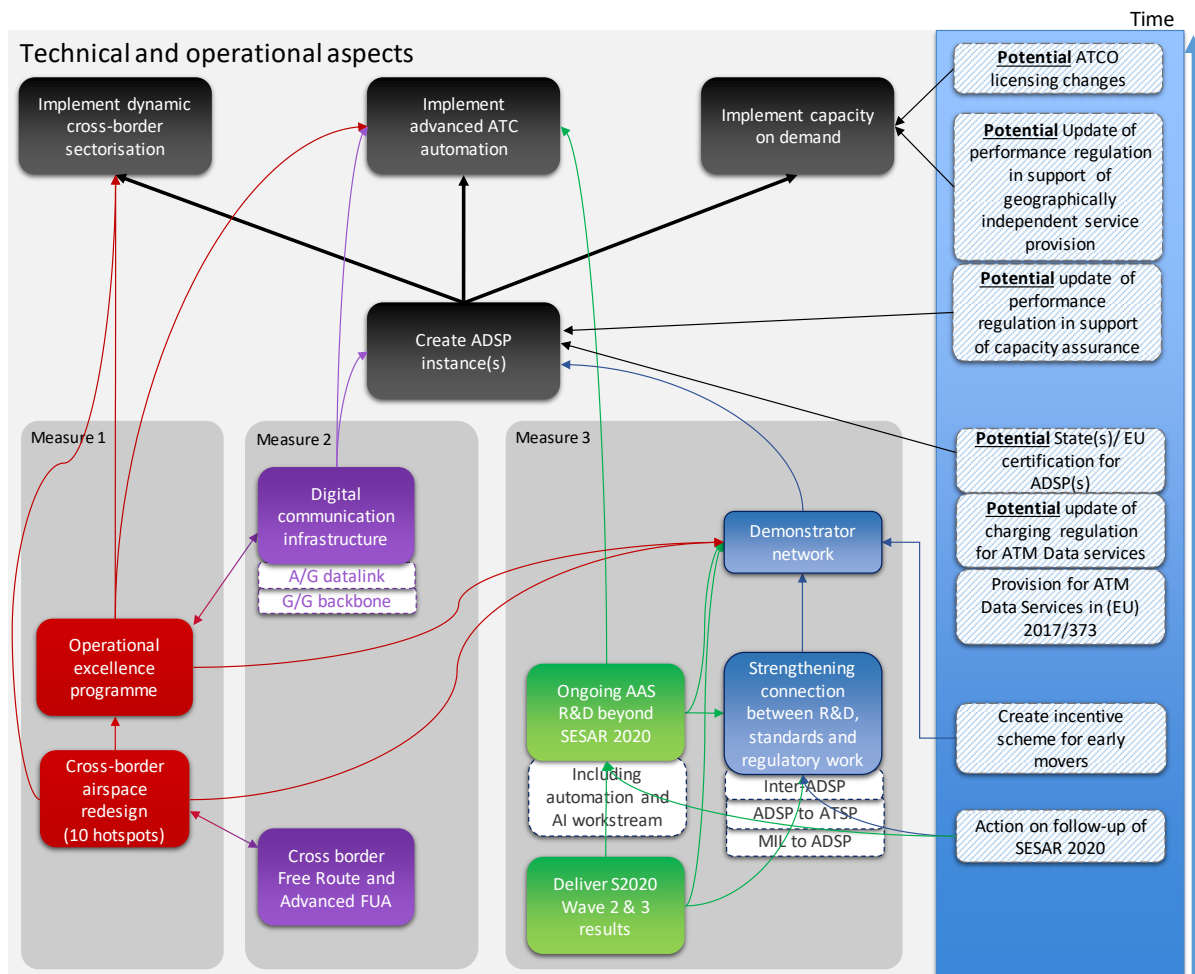 Time
Technical and operational aspects
Implement dynamic
cross-border
sectorisation
Implement
advanced ATC
automation
Implement capacity
on demand
Potential ATCO
licensing changes
Potential Update of
performance regulation
in support of
geographically
independent service
provision
Potential update of
performance
regulation in support
of capacity assurance
Create ADSP
instance(s)
Measure 1
Measure 2
Measure 3
Potential State(s)/ EU
certification for
ADSP(s)
Potential update of
charging regulation
for ATM Data services
Provision for ATM
Data Services in (EU)
2017/373
Digital
communication
infrastructure
A/G datalink
G/G backbone
Demonstrator
network
Operational
excellence
programme
Ongoing AAS
R&D beyond
SESAR 2020
Including
automation and
AI workstream
Strengthening
connection
between R&D,
standards and
regulatory work
Inter-ADSP
ADSP to ATSP
MIL to ADSP
Create incentive
scheme for early
movers
Cross-border
airspace
redesign
(10 hotspots)
Cross border
Free Route and
Advanced FUA
Deliver S2020
Wave 2 & 3
results
Action on follow-up of
SESAR 2020